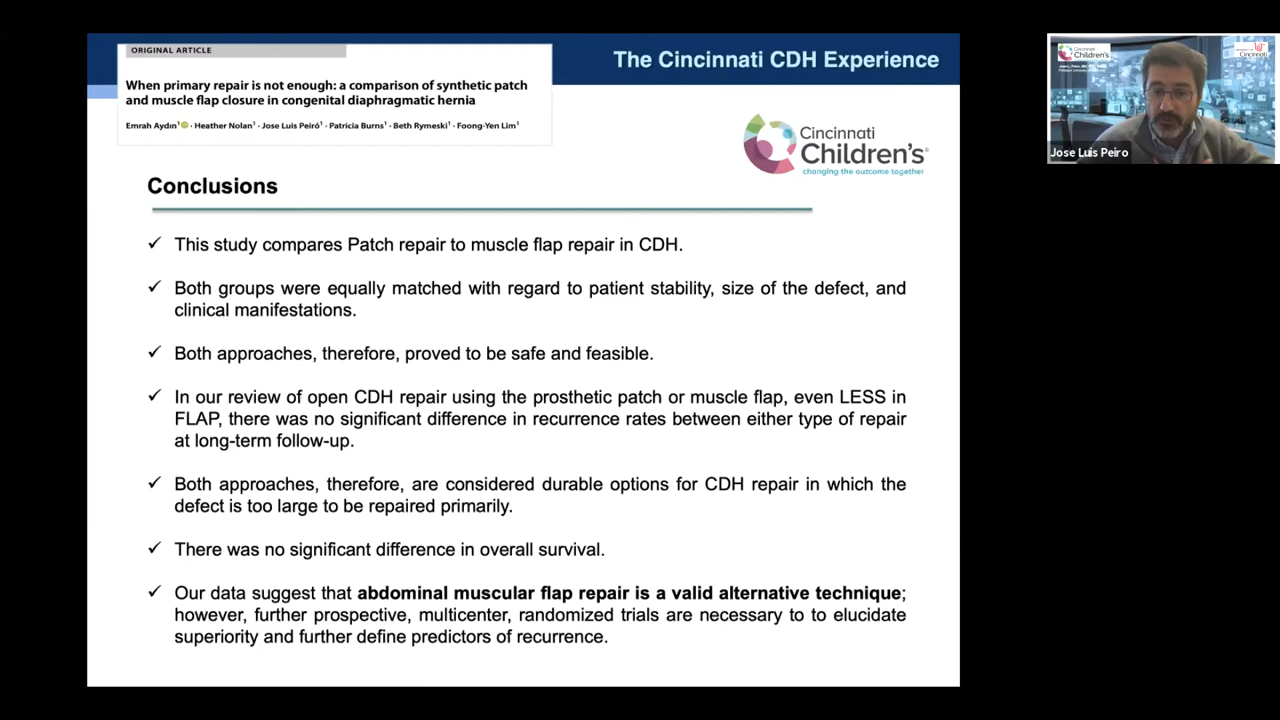 ORIGINAL ARTICLE
The Cincinnati CDH Experience
When primary repair is not enough: a comparison of synthetic patch
and muscle flap closure in congenital diaphragmatic hernia
Emrah Aydın¹ · Heather Nolan¹ · Jose Luis Peiró¹ · Patricia Burns¹ · Beth Rymeski¹ · Foong-Yen Lim¹
Cincinnati
Children's
changing the outcome together
Conclusions
✓ This study compares Patch repair to muscle flap repair in CDH.
✓ Both groups were equally matched with regard to patient stability, size of the defect, and
clinical manifestations.
✓ Both approaches, therefore, proved to be safe and feasible.
✓ In our review of open CDH repair using the prosthetic patch or muscle flap, even LESS in
FLAP, there was no significant difference in recurrence rates between either type of repair
at long-term follow-up.
✓ Both approaches, therefore, are considered durable options for CDH repair in which the
defect is too large to be repaired primarily.
✓ There was no significant difference in overall survival.
✓ Our data suggest that abdominal muscular flap repair is a valid alternative technique;
however, further prospective, multicenter, randomized trials are necessary to to elucidate
superiority and further define predictors of recurrence.
Cincinnati
Children's
Cincinnati
Jose Luis Peiro